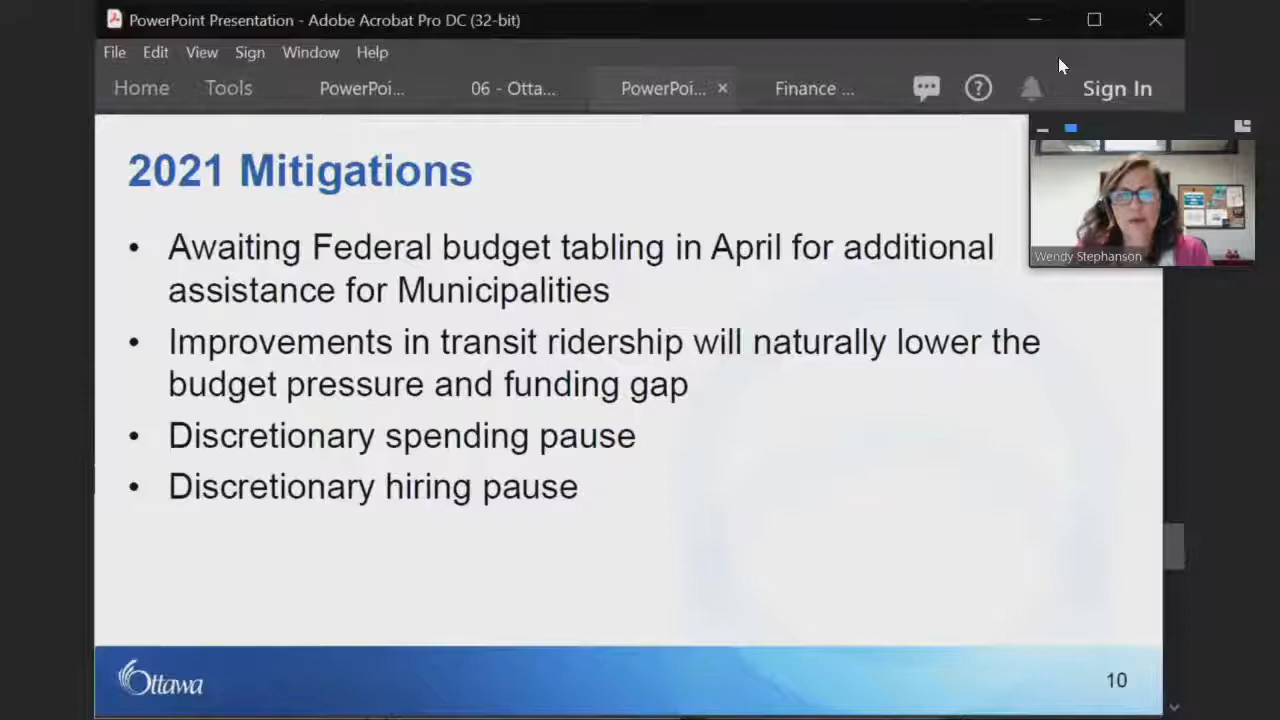 PowerPoint Presentation - Adobe Acrobat Pro DC (32-bit)
File Edit View Sign Window Help
Home Tools PowerPoi... 06 - Otta... PowerPoi... × Finance ... ? Sign In
2021 Mitigations
• Awaiting Federal budget tabling in April for additional
assistance for Municipalities
• Improvements in transit ridership will naturally lower the
budget pressure and funding gap
• Discretionary spending pause
• Discretionary hiring pause
Wendy Stephanson
Ottawa
10